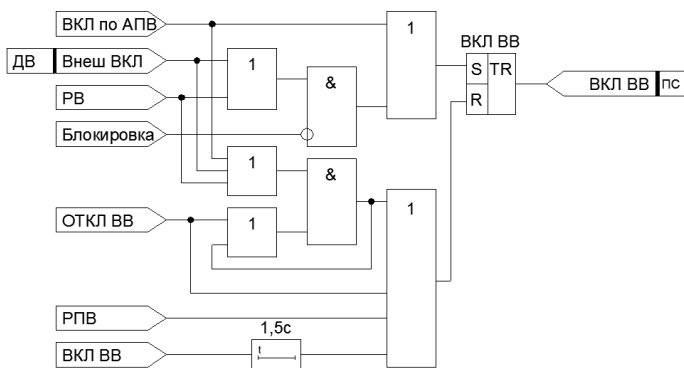 ВКЛ по АПВ
1
ВКЛ ВВ
ДВ Внеш ВКЛ
1
S TR
&
ВКЛ ВВ ПС
РВ
R
Блокировка
1
&
ОТКЛ ВВ
1
1
РПВ
1,5с
ВКЛ ВВ
t